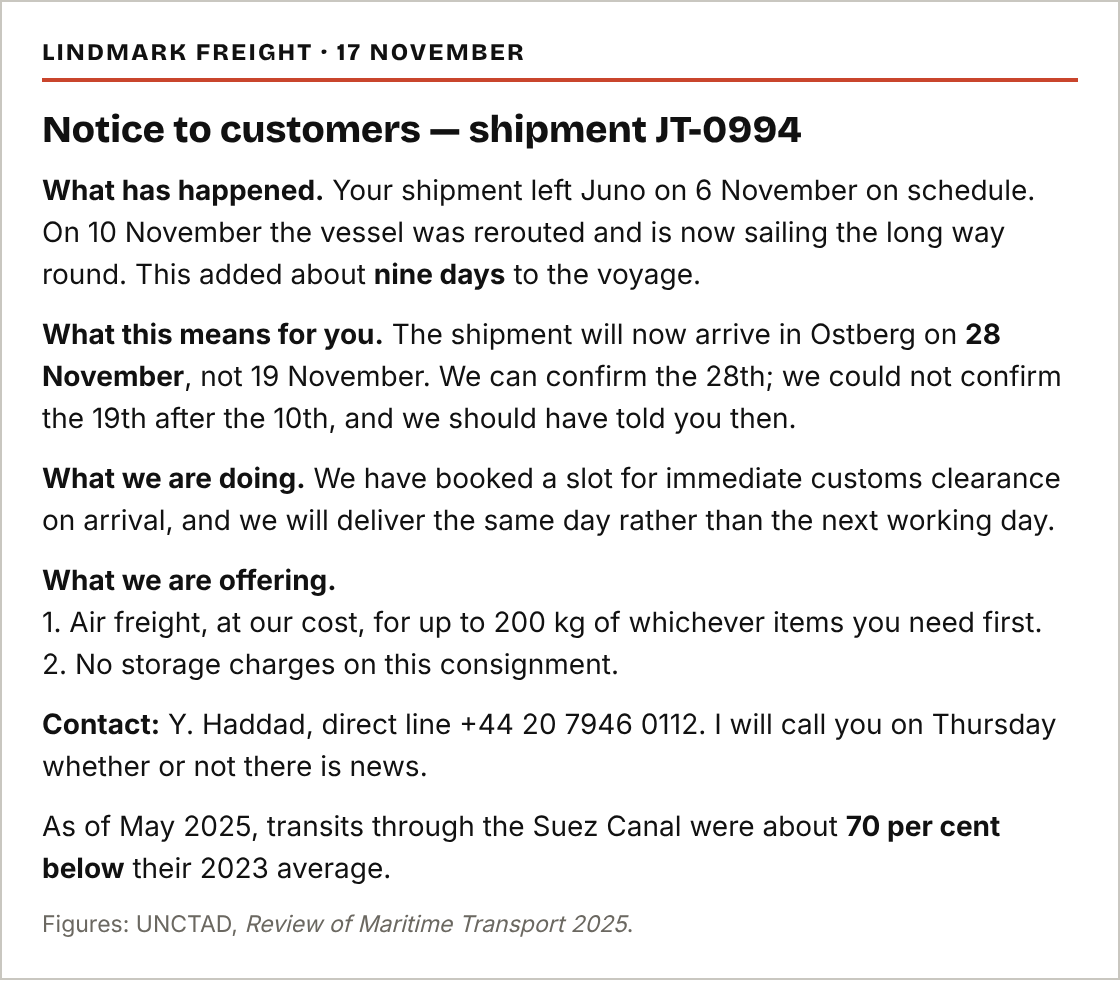 LINDMARK FREIGHT · 17 NOVEMBER
Notice to customers — shipment JT-0994
What has happened. Your shipment left Juno on 6 November on schedule.
On 10 November the vessel was rerouted and is now sailing the long way
round. This added about nine days to the voyage.
What this means for you. The shipment will now arrive in Ostberg on 28
November, not 19 November. We can confirm the 28th; we could not confirm
the 19th after the 10th, and we should have told you then.
What we are doing. We have booked a slot for immediate customs clearance
on arrival, and we will deliver the same day rather than the next working day.
What we are offering.
1. Air freight, at our cost, for up to 200 kg of whichever items you need first.
2. No storage charges on this consignment.
Contact: Y. Haddad, direct line +44 20 7946 0112. I will call you on Thursday
whether or not there is news.
As of May 2025, transits through the Suez Canal were about 70 per cent
below their 2023 average.
Figures: UNCTAD, Review of Maritime Transport 2025.